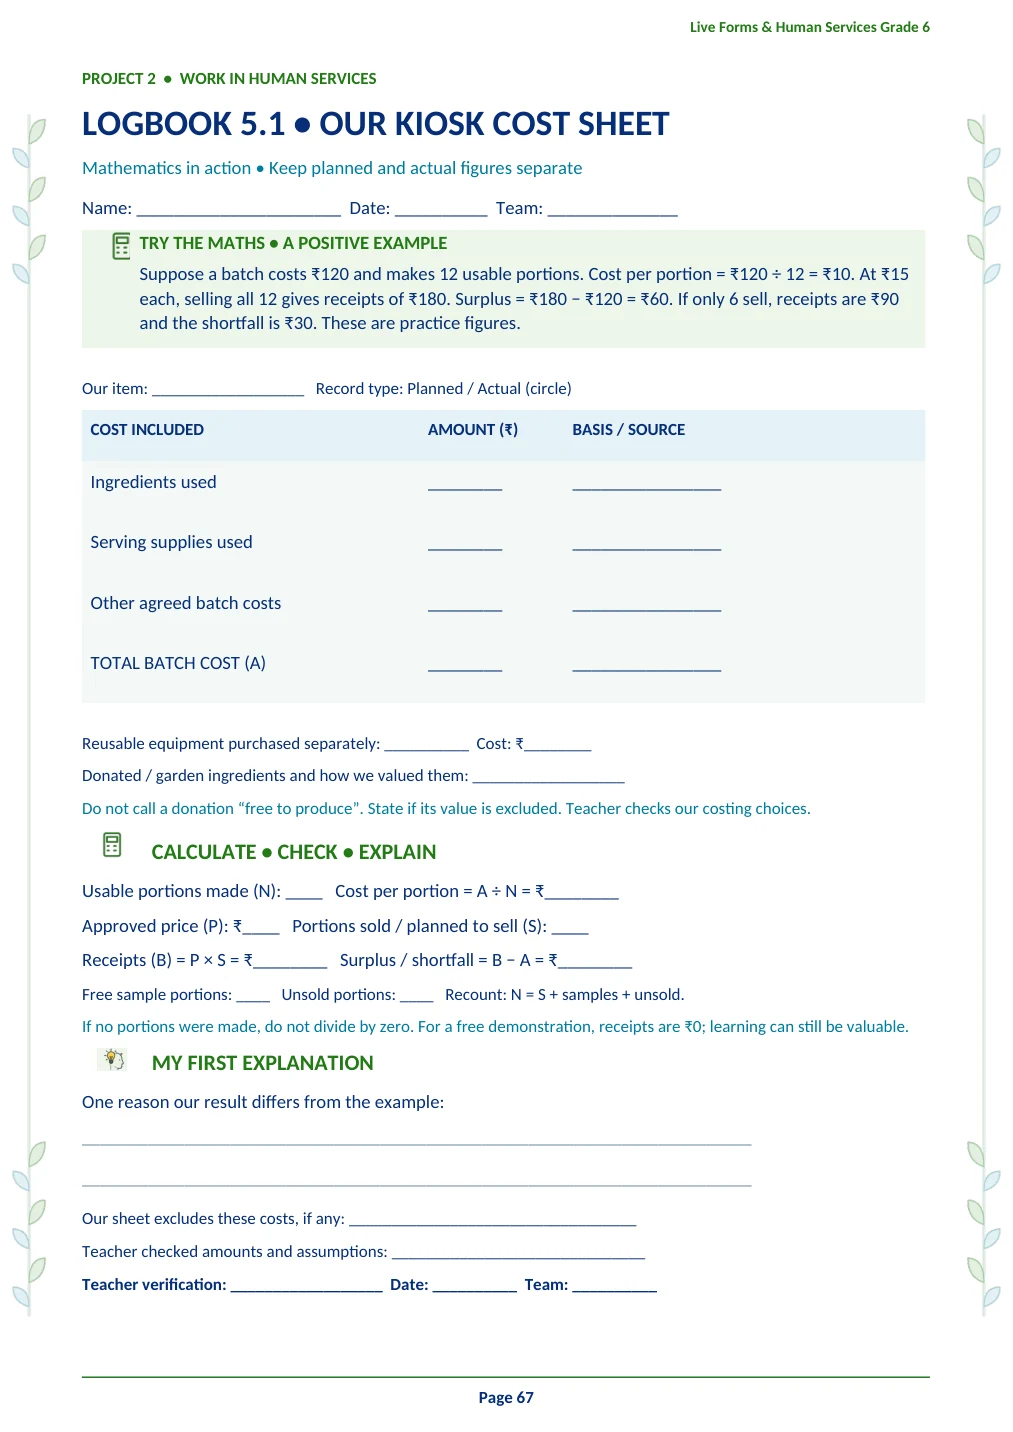 Live Forms & Human Services Grade 6
PROJECT 2 ● WORK IN HUMAN SERVICES
LOGBOOK 5.1 ● OUR KIOSK COST SHEET
Mathematics in action ● Keep planned and actual figures separate
Name: ______________________ Date: __________ Team: ______________
TRY THE MATHS ● A POSITIVE EXAMPLE
Suppose a batch costs ₹120 and makes 12 usable portions. Cost per portion = ₹120 ÷ 12 = ₹10. At ₹15
each, selling all 12 gives receipts of ₹180. Surplus = ₹180 − ₹120 = ₹60. If only 6 sell, receipts are ₹90
and the shortfall is ₹30. These are practice figures.
Our item: __________________ Record type: Planned / Actual (circle)
COST INCLUDED AMOUNT (₹) BASIS / SOURCE
Ingredients used ________ ________________
Serving supplies used ________ ________________
Other agreed batch costs ________ ________________
TOTAL BATCH COST (A) ________ ________________
Reusable equipment purchased separately: __________ Cost: ₹________
Donated / garden ingredients and how we valued them: __________________
Do not call a donation “free to produce”. State if its value is excluded. Teacher checks our costing choices.
CALCULATE ● CHECK ● EXPLAIN
Usable portions made (N): ____ Cost per portion = A ÷ N = ₹________
Approved price (P): ₹____ Portions sold / planned to sell (S): ____
Receipts (B) = P × S = ₹________ Surplus / shortfall = B − A = ₹________
Free sample portions: ____ Unsold portions: ____ Recount: N = S + samples + unsold.
If no portions were made, do not divide by zero. For a free demonstration, receipts are ₹0; learning can still be valuable.
MY FIRST EXPLANATION
One reason our result differs from the example:
Our sheet excludes these costs, if any: __________________________________
Teacher checked amounts and assumptions: ______________________________
Teacher verification: __________________ Date: __________ Team: __________
Page 67